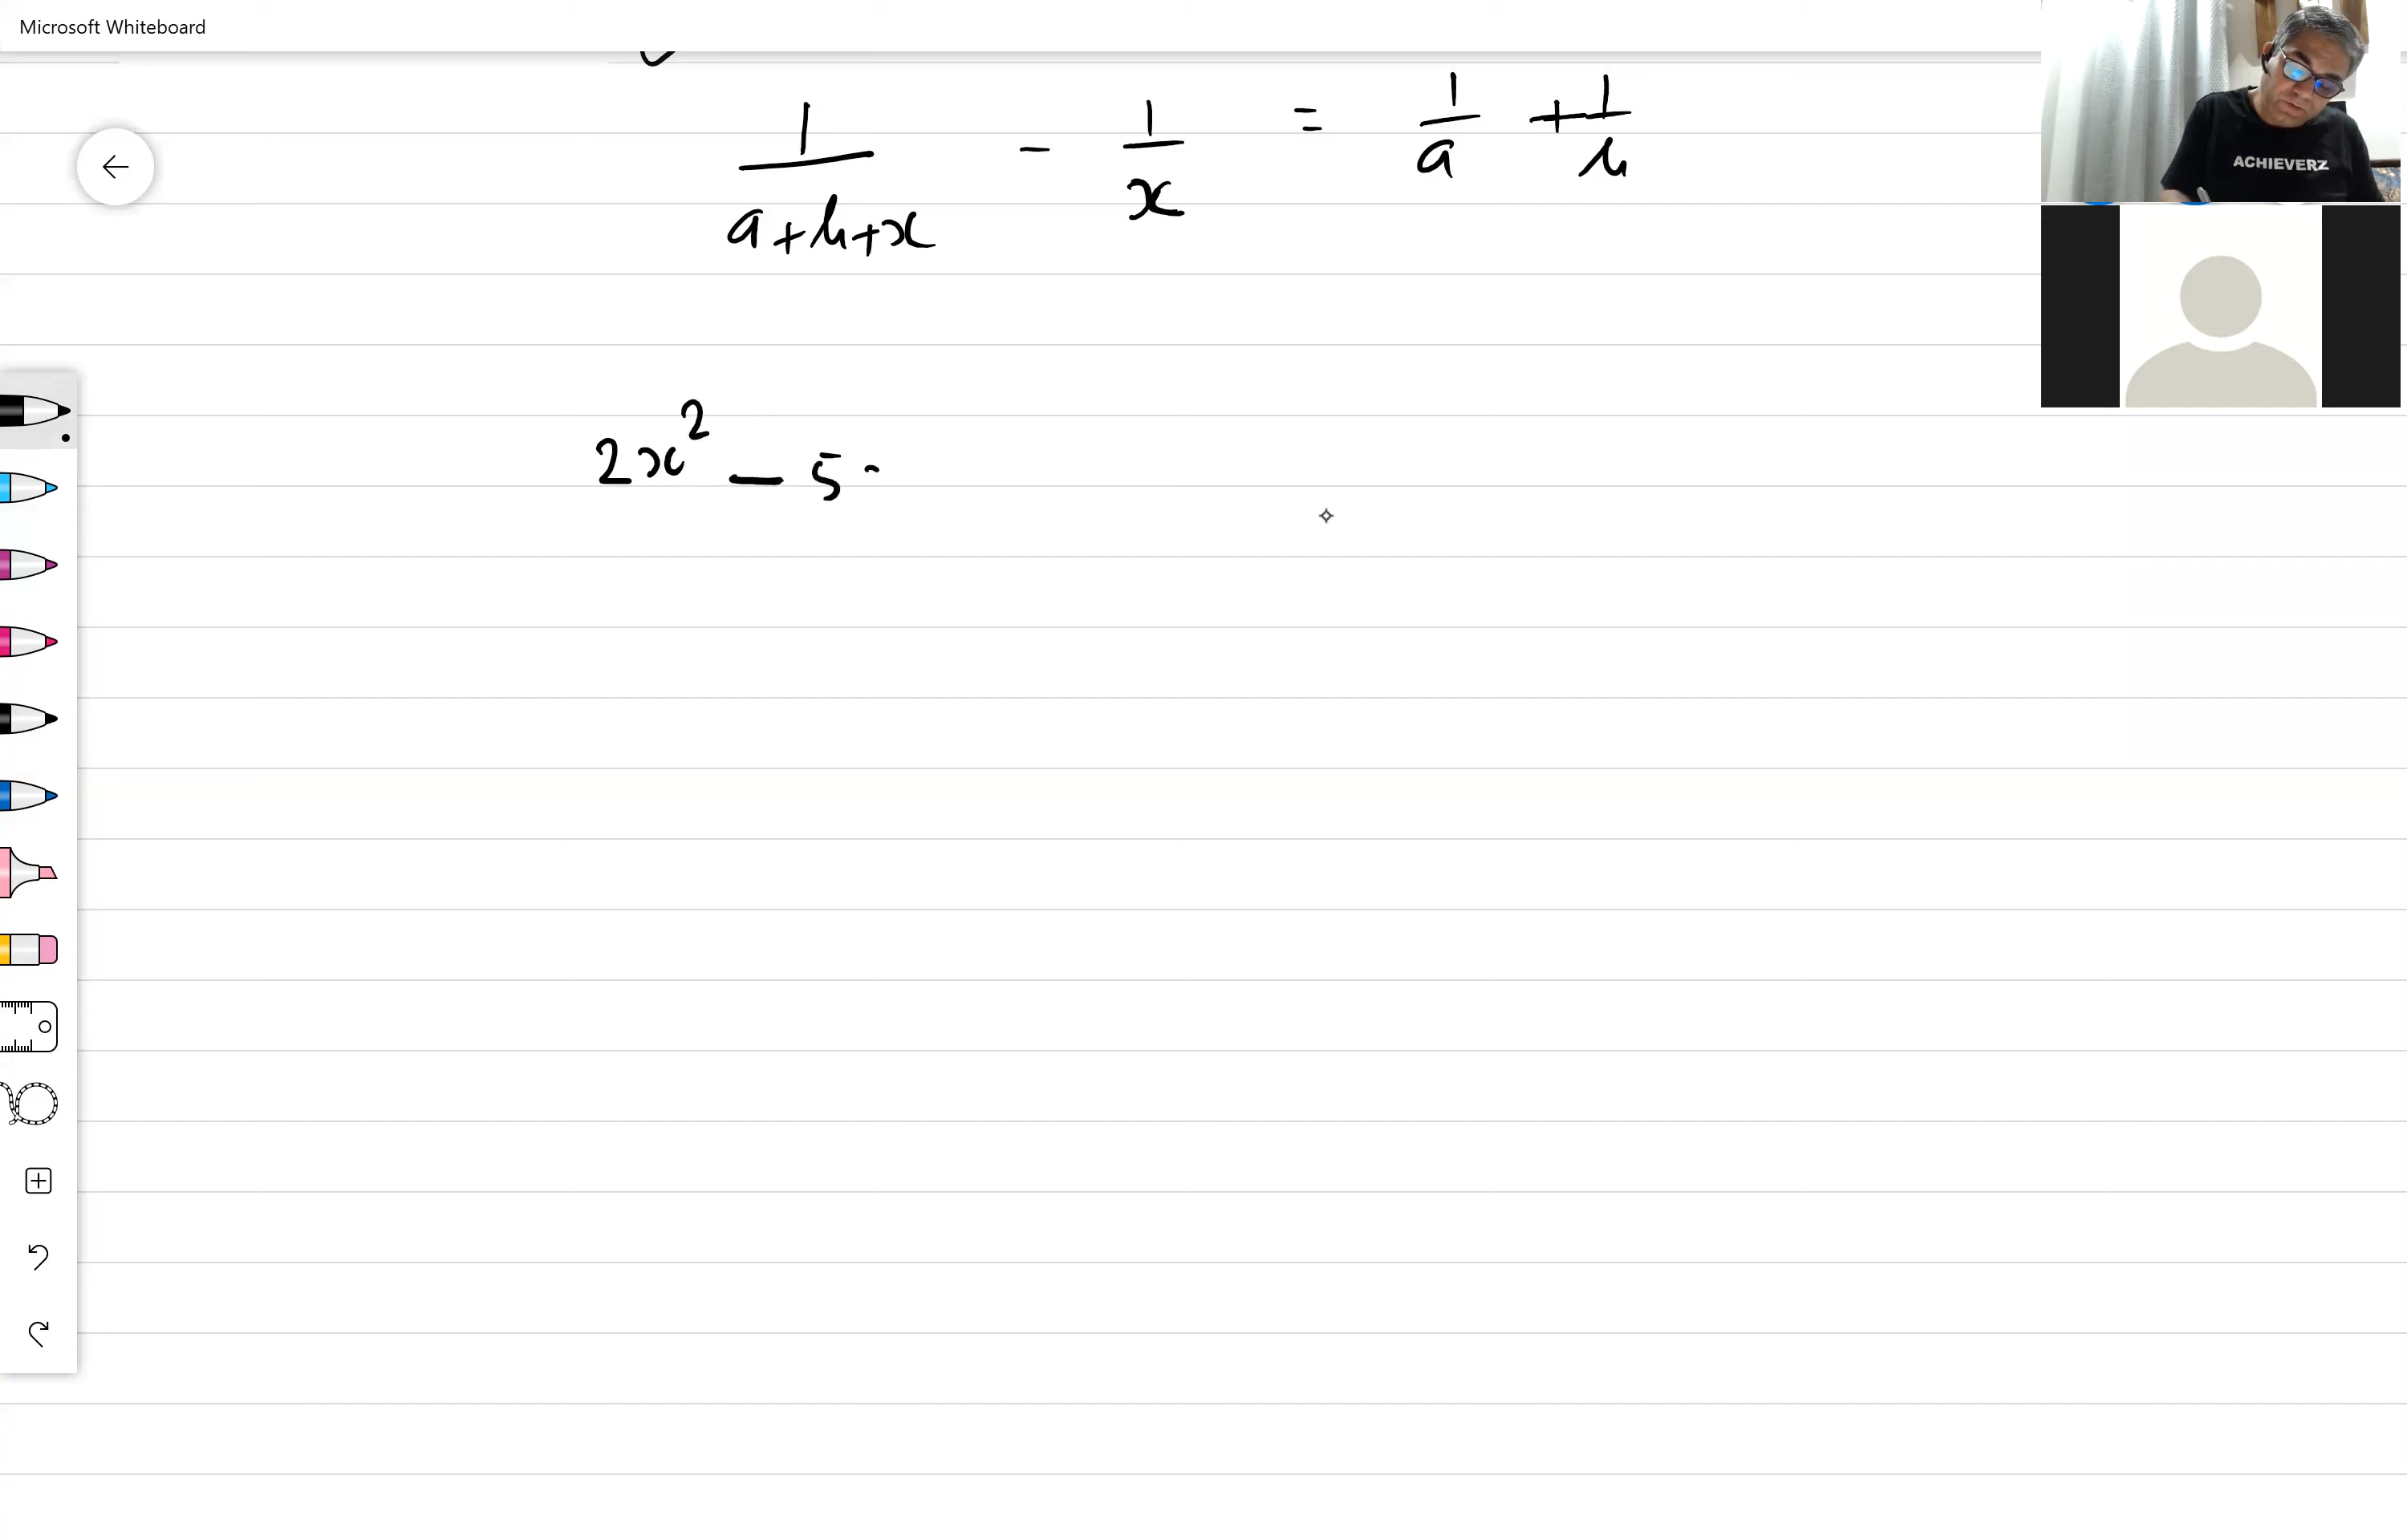 Microsoft Whiteboard
1/(a+b+x) - 1/x = 1/a + 1/b
2x² - 5
ACHIEVERZ